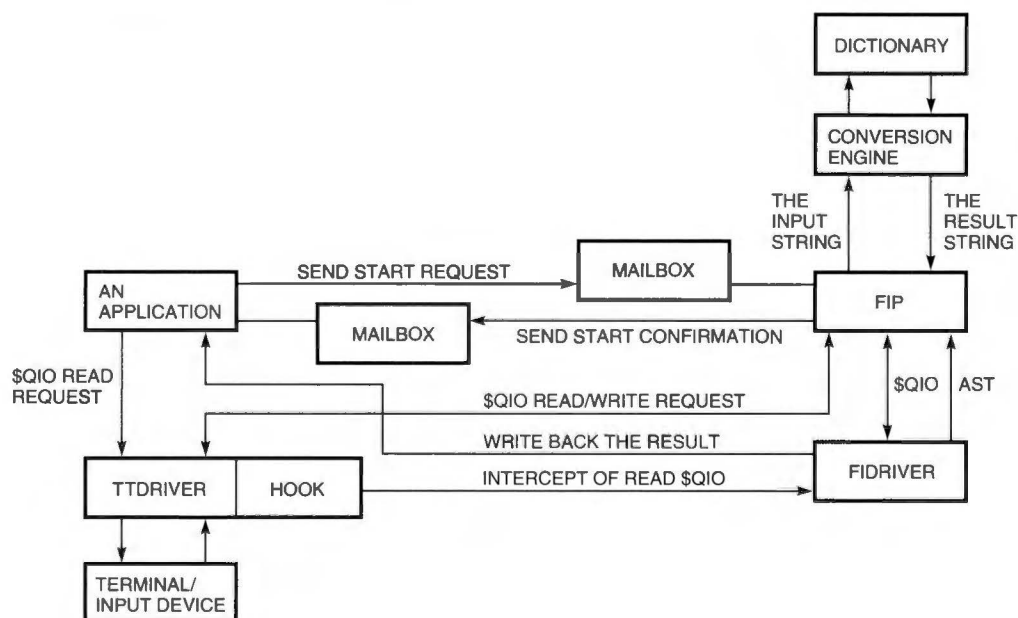 DICTIONARY
CONVERSION
ENGINE
THE
INPUT
STRING
THE
RESULT
STRING
SEND START REQUEST
MAILBOX
AN
APPLICATION
MAILBOX
FIP
SEND START CONFIRMATION
$QIO READ
REQUEST
$QIO READ/WRITE REQUEST
$QIO
AST
WRITE BACK THE RESULT
TTDRIVER
HOOK
INTERCEPT OF READ $QIO
FIDRIVER
TERMINAL/
INPUT DEVICE